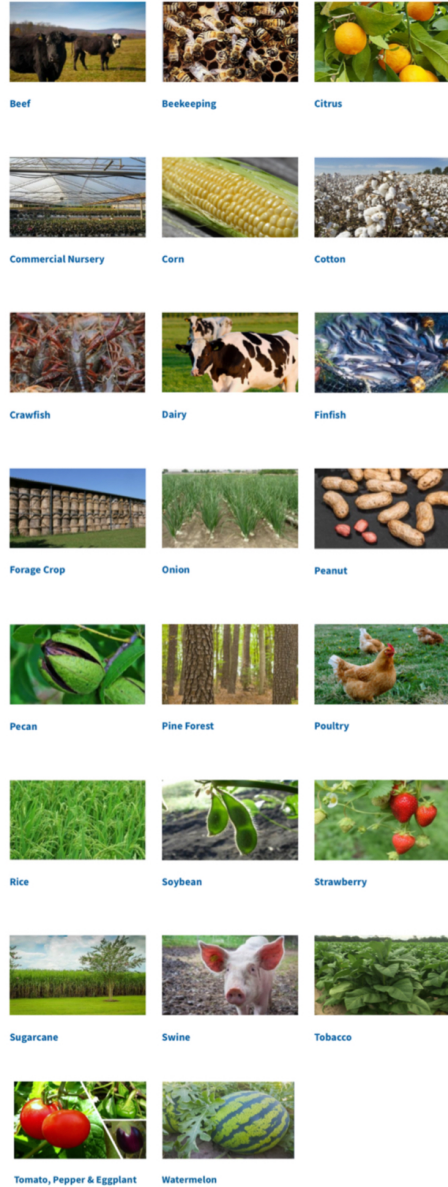 Beef
Beekeeping
Citrus
Commercial Nursery
Corn
Cotton
Crawfish
Dairy
Finfish
Forage Crop
Onion
Peanut
Pecan
Pine Forest
Poultry
Rice
Soybean
Strawberry
Sugarcane
Swine
Tobacco
Tomato, Pepper & Eggplant
Watermelon